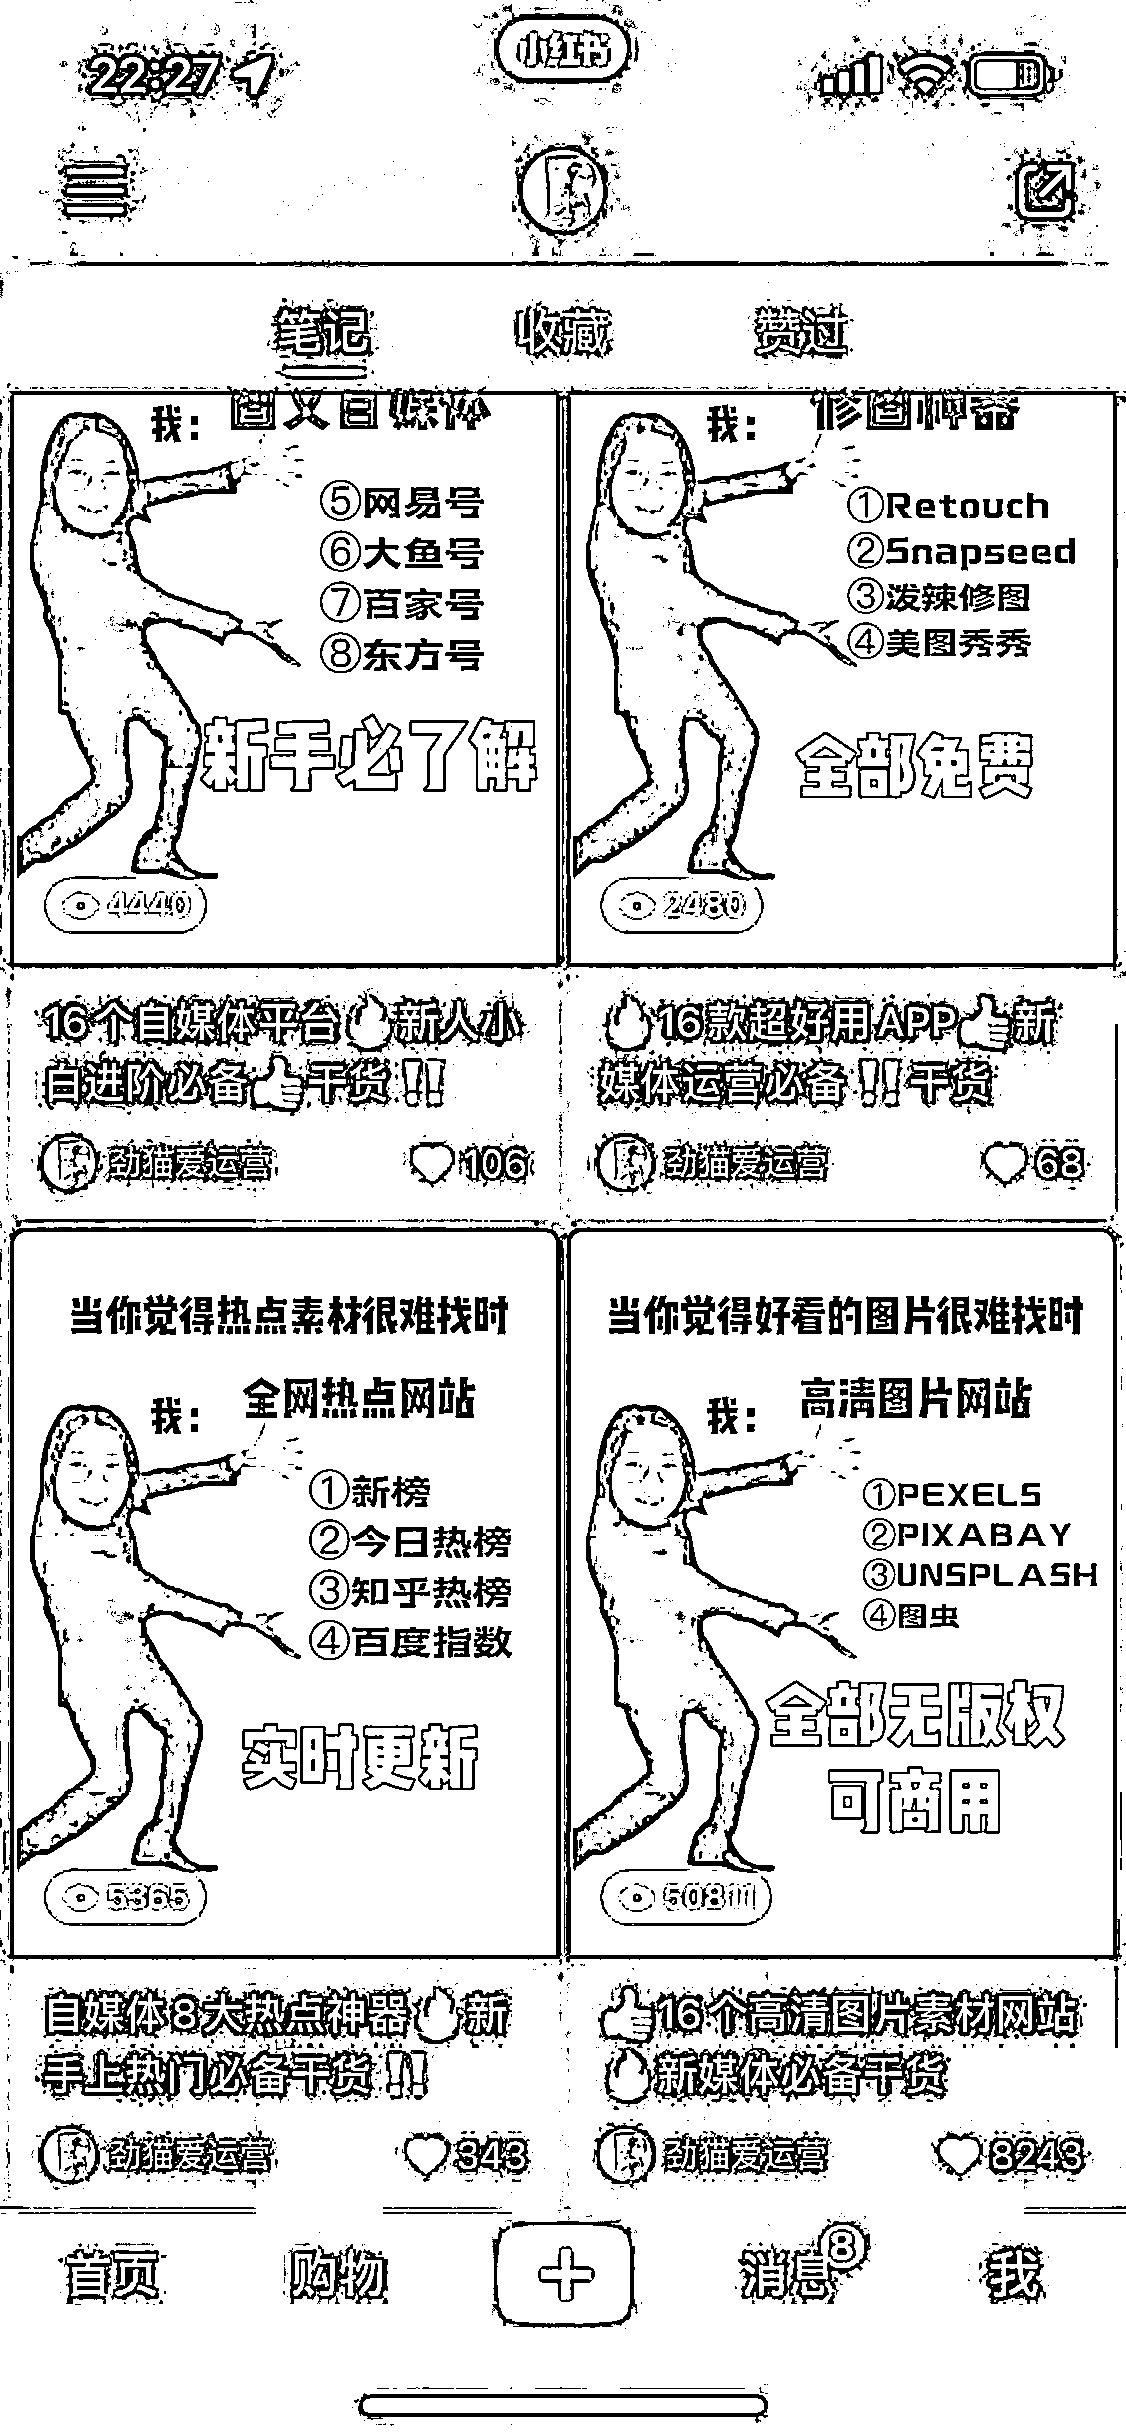 22:27
小红书
笔记 收藏 赞过
我：图文自媒体
⑤网易号
⑥大鱼号
⑦百家号
⑧东方号
新手必了解
4440
16个自媒体平台🔥新人小
白进阶必备👍干货‼️
劲猫爱运营 106
我：修图神器
①Retouch
②Snapseed
③泼辣修图
④美图秀秀
全部免费
2480
🔥16款超好用APP👍新
媒体运营必备‼️干货
劲猫爱运营 68
当你觉得热点素材很难找时
我：全网热点网站
①新榜
②今日热榜
③知乎热榜
④百度指数
实时更新
5365
自媒体8大热点神器🔥新
手上热门必备干货‼️
劲猫爱运营 343
当你觉得好看的图片很难找时
我：高清图片网站
①PEXELS
②PIXABAY
③UNSPLASH
④图虫
全部无版权
可商用
50811
👍16个高清图片素材网站
🔥新媒体必备干货
劲猫爱运营 8243
首页 购物 消息 8 我